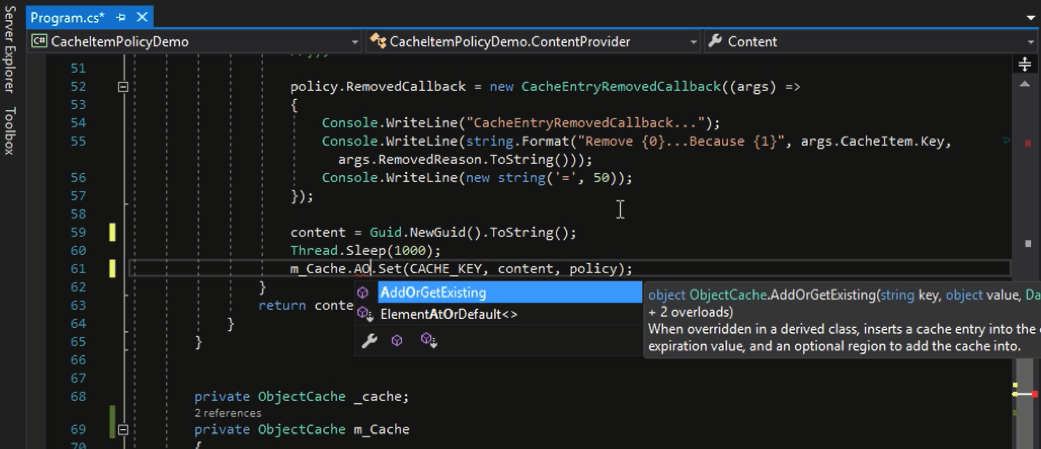 Server Explorer
Toolbox
Program.cs*
C# CacheItemPolicyDemo
CacheItemPolicyDemo.ContentProvider
Content
51
52 policy.RemovedCallback = new CacheEntryRemovedCallback((args) =>
53 {
54 Console.WriteLine("CacheEntryRemovedCallback...");
55 Console.WriteLine(string.Format("Remove {0}...Because {1}", args.CacheItem.Key,
args.RemovedReason.ToString()));
56 Console.WriteLine(new string('=', 50));
57 });
58
59 content = Guid.NewGuid().ToString();
60 Thread.Sleep(1000);
61 m_Cache.AO.Set(CACHE_KEY, content, policy);
62 }
63 return conte
64 }
65 }
66
67
68 private ObjectCache _cache;
2 references
69 private ObjectCache m_Cache
70 {
AddOrGetExisting
ElementAtOrDefault<>
object ObjectCache.AddOrGetExisting(string key, object value, Da
+ 2 overloads)
When overridden in a derived class, inserts a cache entry into the
expiration value, and an optional region to add the cache into.